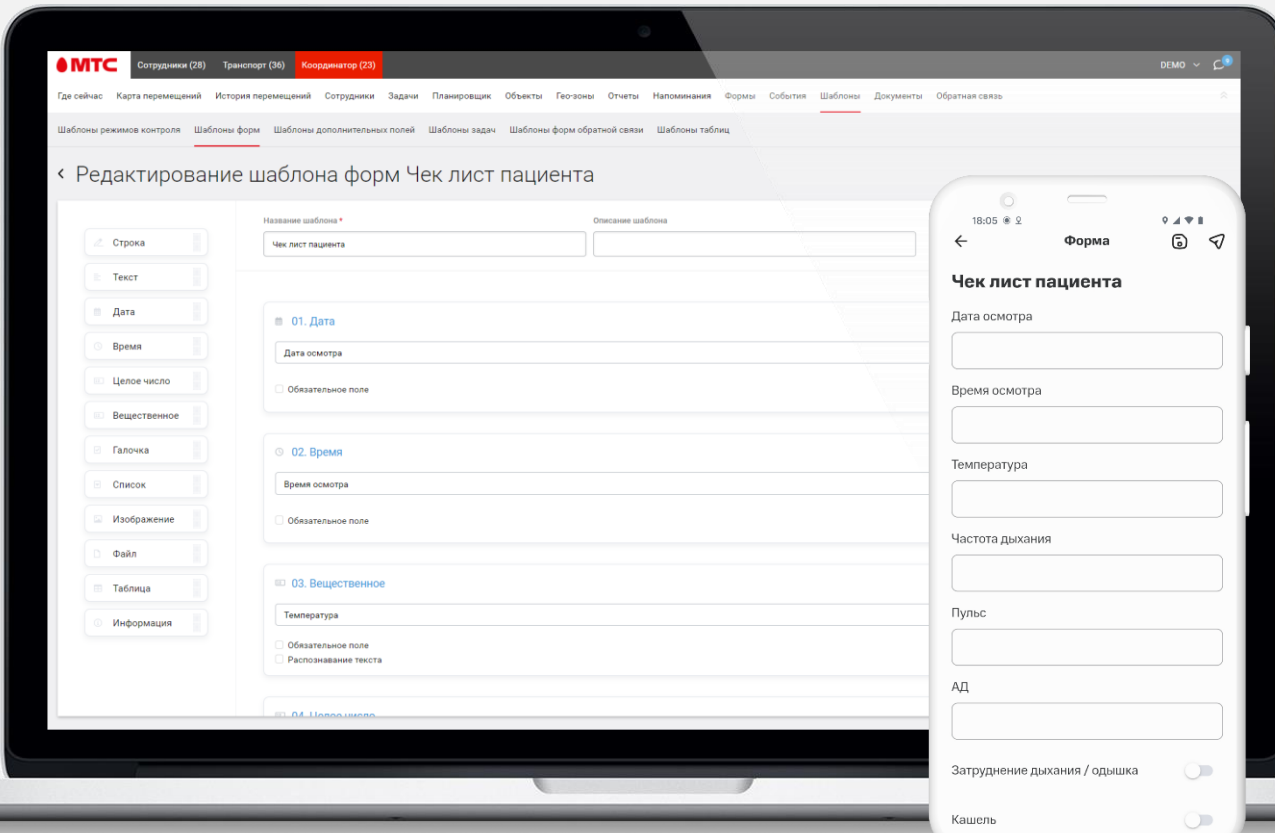 МТС Сотрудники (28) Транспорт (36) Координатор (23) DEMO
Где сейчас Карта перемещений История перемещений Сотрудники Задачи Планировщик Объекты Гео-зоны Отчеты Напоминания Формы События Шаблоны Документы Обратная связь
Шаблоны режимов контроля Шаблоны форм Шаблоны дополнительных полей Шаблоны задач Шаблоны форм обратной связи Шаблоны таблиц
Редактирование шаблона форм Чек лист пациента
Название шаблона * Описание шаблона
Чек лист пациента
Строка
Текст
Дата
Время
Целое число
Вещественное
Галочка
Список
Изображение
Файл
Таблица
Информация
01. Дата
Дата осмотра
Обязательное поле
02. Время
Время осмотра
Обязательное поле
03. Вещественное
Температура
Обязательное поле
Распознавание текста
04. Целое число
18:05
Форма
Чек лист пациента
Дата осмотра
Время осмотра
Температура
Частота дыхания
Пульс
АД
Затруднение дыхания / одышка
Кашель